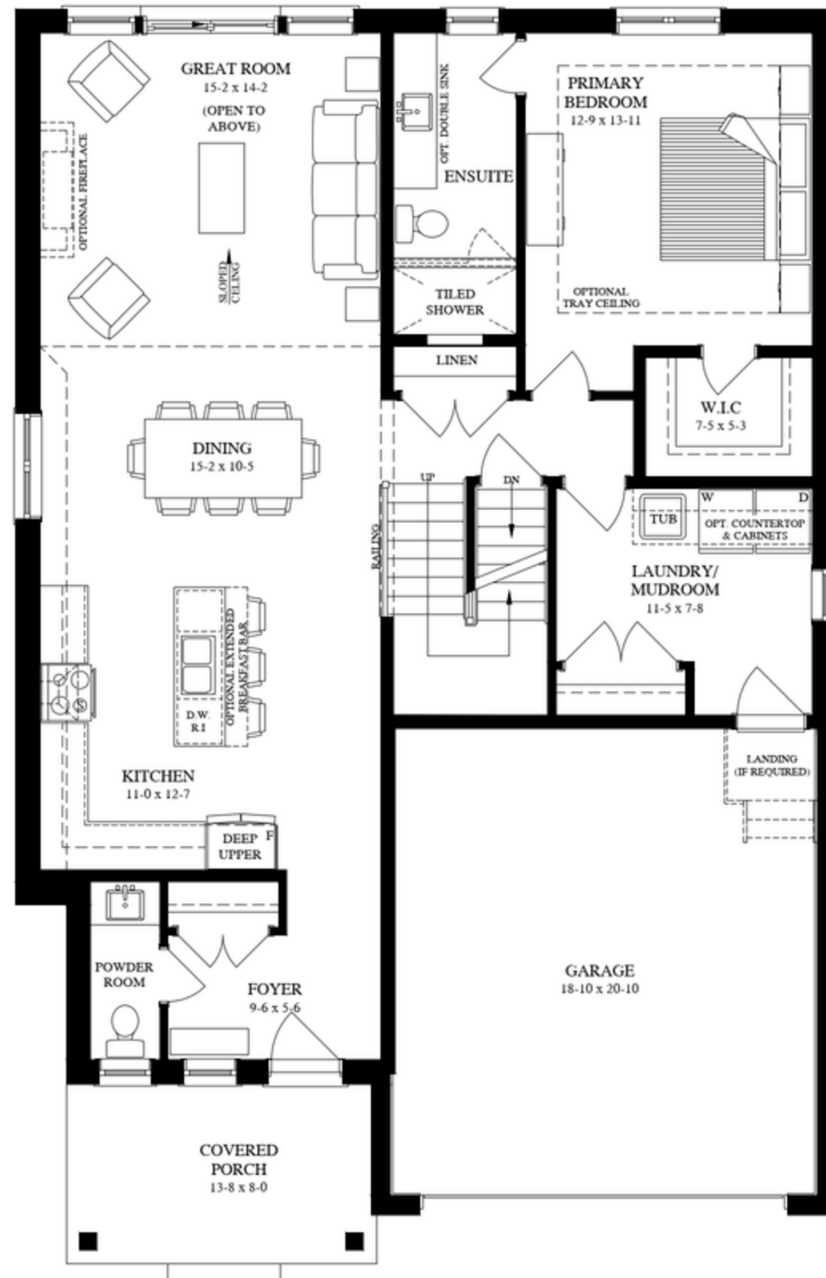 GREAT ROOM
15-2 x 14-2
(OPEN TO
ABOVE)
OPTIONAL FIREPLACE
SLOPED
CELING
OPT. DOUBLE SINK
ENSUITE
TILED
SHOWER
PRIMARY
BEDROOM
12-9 x 13-11
OPTIONAL
TRAY CEILING
LINEN
W.I.C
7-5 x 5-3
DINING
15-2 x 10-5
UP
DN
RAILING
W
D
TUB
OPT. COUNTERTOP
& CABINETS
LAUNDRY/
MUDROOM
11-5 x 7-8
OPTIONAL EXTENDED
BREAKFAST BAR
D.W.
R.I
S
KITCHEN
11-0 x 12-7
F
DEEP
UPPER
LANDING
(IF REQUIRED)
POWDER
ROOM
FOYER
9-6 x 5-6
GARAGE
18-10 x 20-10
COVERED
PORCH
13-8 x 8-0